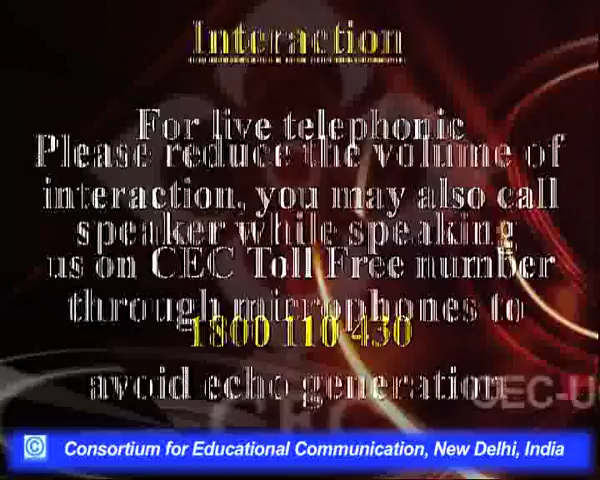 Interaction
For live telephonic
Please reduce the volume of
interaction, you may also call
speaker while speaking
us on CEC Toll Free number
through microphones to
1800 110 430
avoid echo generation
CEC-U
© Consortium for Educational Communication, New Delhi, India